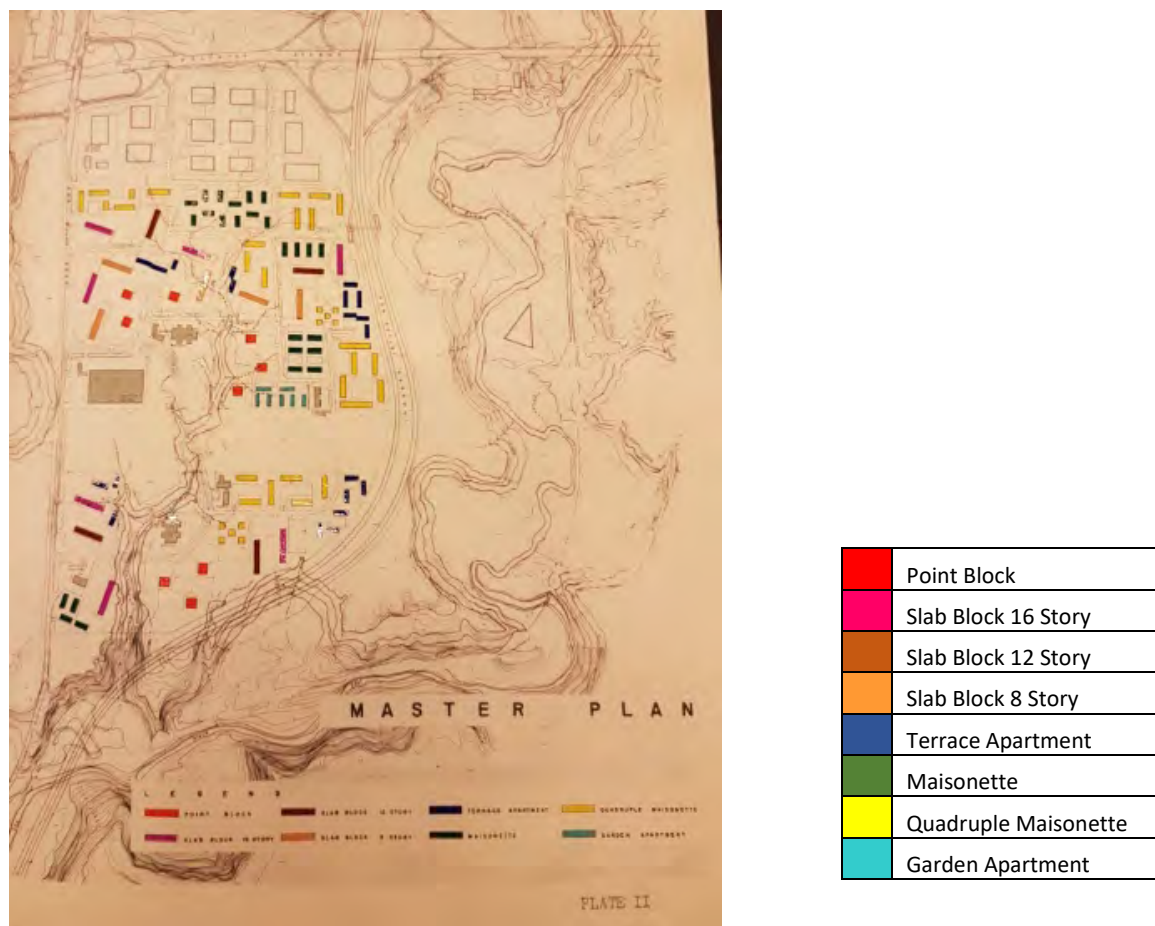 MASTER PLAN
LEGEND
POINT BLOCK
SLAB BLOCK 12 STORY
TERRACE APARTMENT
QUADRUPLE MAISONETTE
SLAB BLOCK 16 STORY
SLAB BLOCK 8 STORY
MAISONETTE
GARDEN APARTMENT
PLATE II
Point Block
Slab Block 16 Story
Slab Block 12 Story
Slab Block 8 Story
Terrace Apartment
Maisonette
Quadruple Maisonette
Garden Apartment